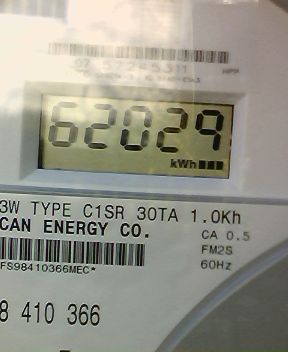 62029
kWh
3W TYPE C1SR 30TA 1.0Kh
CAN ENERGY CO.
CA 0.5
FM2S
FS98410366MEC*
60Hz
8 410 366